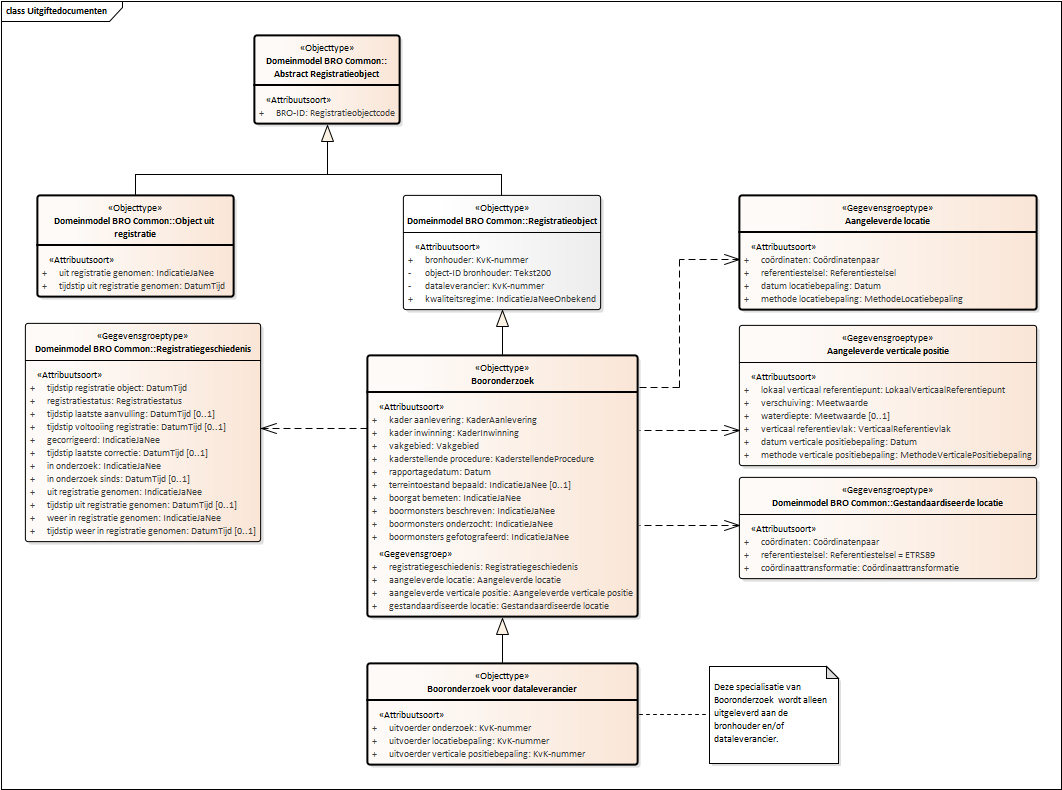 class Uitgiftedocumenten
«Objecttype»
Domeinmodel BRO Common::
Abstract Registratieobject
«Attribuutsoort»
+ BRO-ID: Registratieobjectcode
«Objecttype»
Domeinmodel BRO Common::Object uit
registratie
«Attribuutsoort»
+ uit registratie genomen: IndicatieJaNee
+ tijdstip uit registratie genomen: DatumTijd
«Objecttype»
Domeinmodel BRO Common::Registratieobject
«Attribuutsoort»
+ bronhouder: KvK-nummer
- object-ID bronhouder: Tekst200
- dataleverancier: KvK-nummer
+ kwaliteitsregime: IndicatieJaNeeOnbekend
«Gegevensgroeptype»
Aangeleverde locatie
«Attribuutsoort»
+ coördinaten: Coördinatenpaar
+ referentiestelsel: Referentiestelsel
+ datum locatiebepaling: Datum
+ methode locatiebepaling: MethodeLocatiebepaling
«Gegevensgroeptype»
Domeinmodel BRO Common::Registratiegeschiedenis
«Attribuutsoort»
+ tijdstip registratie object: DatumTijd
+ registratiestatus: Registratiestatus
+ tijdstip laatste aanvulling: DatumTijd [0..1]
+ tijdstip voltooiing registratie: DatumTijd [0..1]
+ gecorrigeerd: IndicatieJaNee
+ tijdstip laatste correctie: DatumTijd [0..1]
+ in onderzoek: IndicatieJaNee
+ in onderzoek sinds: DatumTijd [0..1]
+ uit registratie genomen: IndicatieJaNee
+ tijdstip uit registratie genomen: DatumTijd [0..1]
+ weer in registratie genomen: IndicatieJaNee
+ tijdstip weer in registratie genomen: DatumTijd [0..1]
«Objecttype»
Booronderzoek
«Attribuutsoort»
+ kader aanlevering: KaderAanlevering
+ kader inwinning: KaderInwinning
+ vakgebied: Vakgebied
+ kaderstellende procedure: KaderstellendeProcedure
+ rapportagedatum: Datum
+ terreintoestand bepaald: IndicatieJaNee [0..1]
+ boorgat bemeten: IndicatieJaNee
+ boormonsters beschreven: IndicatieJaNee
+ boormonsters onderzocht: IndicatieJaNee
+ boormonsters gefotografeerd: IndicatieJaNee
«Gegevensgroep»
+ registratiegeschiedenis: Registratiegeschiedenis
+ aangeleverde locatie: Aangeleverde locatie
+ aangeleverde verticale positie: Aangeleverde verticale positie
+ gestandaardiseerde locatie: Gestandaardiseerde locatie
«Gegevensgroeptype»
Aangeleverde verticale positie
«Attribuutsoort»
+ lokaal verticaal referentiepunt: LokaalVerticaalReferentiepunt
+ verschuiving: Meetwaarde
+ waterdiepte: Meetwaarde [0..1]
+ verticaal referentievlak: VerticaalReferentievlak
+ datum verticale positiebepaling: Datum
+ methode verticale positiebepaling: MethodeVerticalePositiebepaling
«Gegevensgroeptype»
Domeinmodel BRO Common::Gestandaardiseerde locatie
«Attribuutsoort»
+ coördinaten: Coördinatenpaar
+ referentiestelsel: Referentiestelsel = ETRS89
+ coördinaattransformatie: Coördinaattransformatie
«Objecttype»
Booronderzoek voor dataleverancier
«Attribuutsoort»
+ uitvoerder onderzoek: KvK-nummer
+ uitvoerder locatiebepaling: KvK-nummer
+ uitvoerder verticale positiebepaling: KvK-nummer
Deze specialisatie van
Booronderzoek wordt alleen
uitgeleverd aan de
bronhouder en/of
dataleverancier.